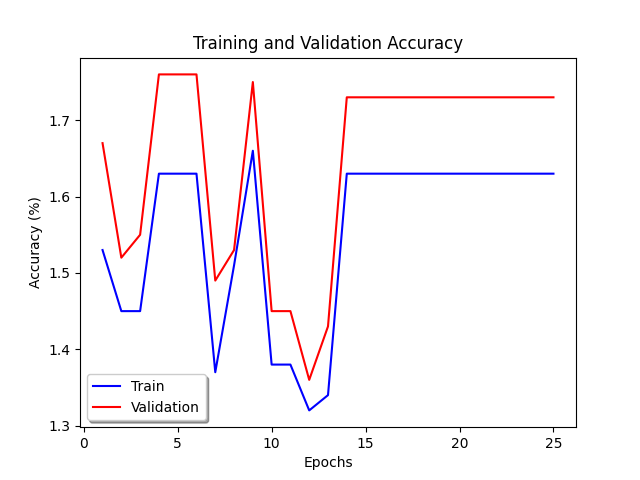 Training and Validation Accuracy
Accuracy (%)
1.7
1.6
1.5
1.4
1.3
Train
Validation
0 5 10 15 20 25
Epochs